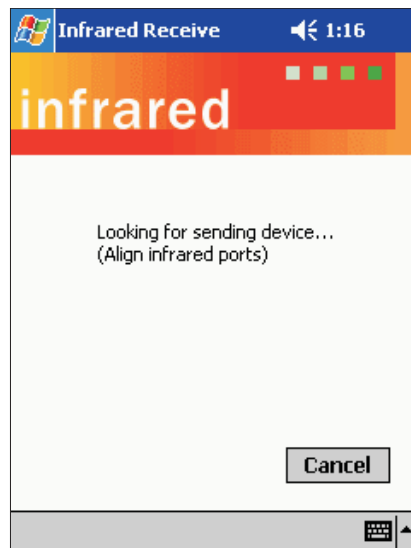 Infrared Receive 1:16
infrared
Looking for sending device...
(Align infrared ports)
Cancel